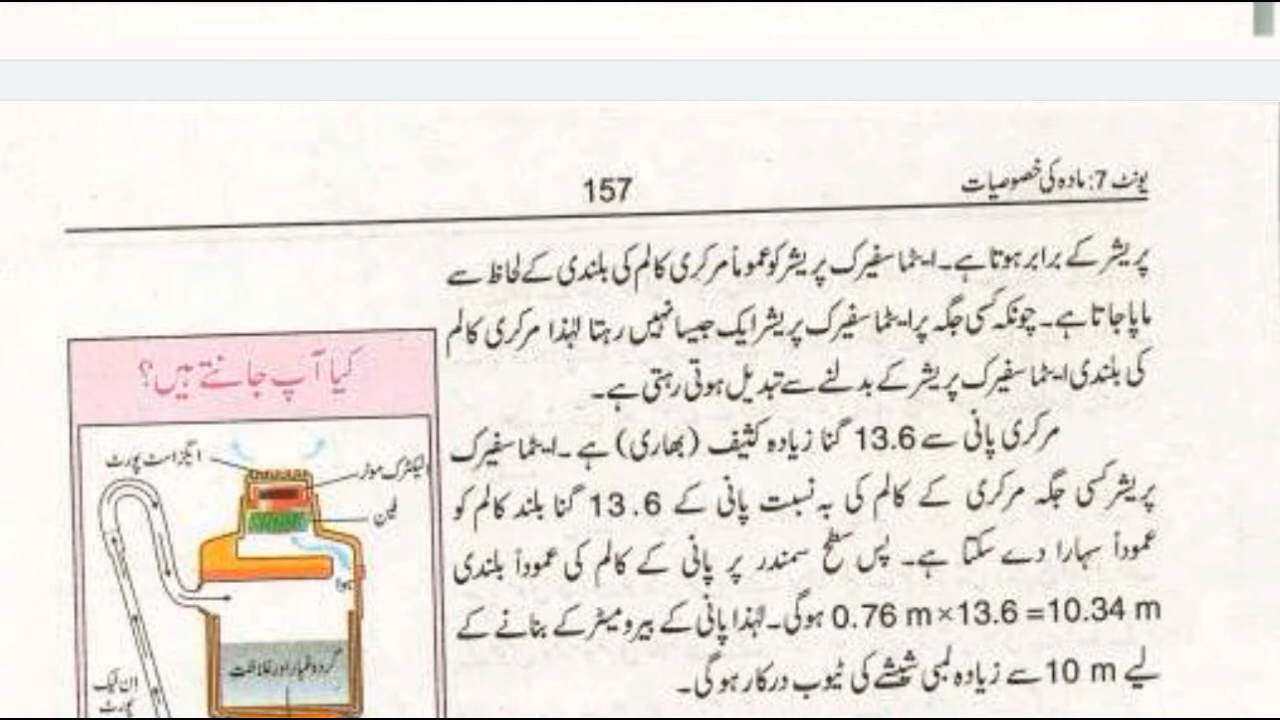 یونٹ 7: مادہ کی خصوصیات
157
پریشر کے برابر ہوتا ہے۔ ایٹماسفیرک پریشر کو عموماً مرکری کالم کی بلندی کے لحاظ سے
ماپا جاتا ہے۔ چونکہ کسی جگہ پر ایٹماسفیرک پریشر ایک جیسا نہیں رہتا لہٰذا مرکری کالم
کی بلندی ایٹماسفیرک پریشر کے بدلنے سے تبدیل ہوتی رہتی ہے۔
مرکری پانی سے 13.6 گنا زیادہ کثیف (بھاری) ہے۔ ایٹماسفیرک
پریشر کسی جگہ مرکری کے کالم کی بہ نسبت پانی کے 13.6 گنا بلند کالم کو
عموداً سہارا دے سکتا ہے۔ پس سطح سمندر پر پانی کے کالم کی عموداً بلندی
0.76 m×13.6 =10.34 m ہوگی۔ لہٰذا پانی کے بیرومیٹر کے بنانے کے
لیے 10 m سے زیادہ لمبی شیشے کی ٹیوب درکار ہوگی۔
کیا آپ جانتے ہیں؟
ایگزاسٹ پورٹ
الیکٹرک موٹر
فین
ہوا
گردوغبار اور غلاظت
ان ٹیک
پورٹ